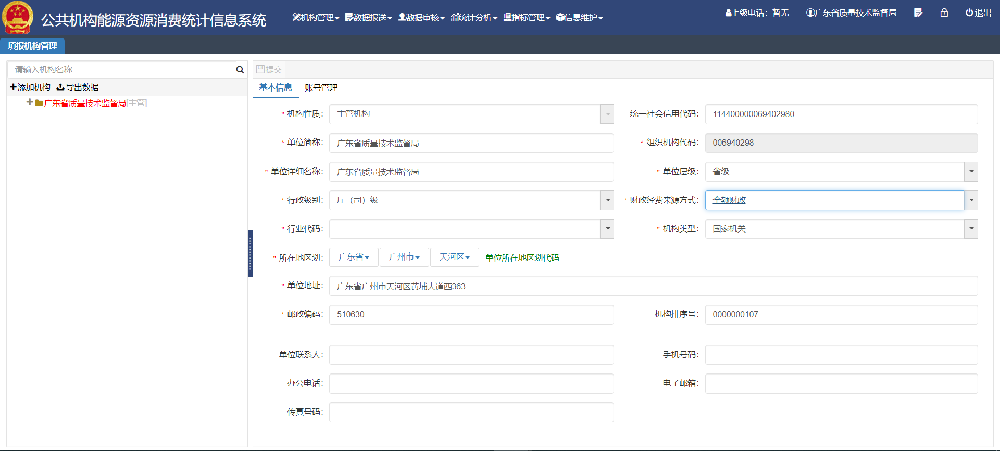 公共机构能源资源消费统计信息系统 机构管理 数据报送 数据审核 统计分析 指标管理 信息维护 上级电话：暂无 广东省质量技术监督局 退出
填报机构管理
请输入机构名称
添加机构 导出数据
广东省质量技术监督局[主管]
提交
基本信息 账号管理
* 机构性质： 主管机构 统一社会信用代码： 114400000069402980
* 单位简称： 广东省质量技术监督局 * 组织机构代码： 006940298
* 单位详细名称： 广东省质量技术监督局 * 单位层级： 省级
* 行政级别： 厅（司）级 * 财政经费来源方式： 全额财政
* 行业代码： * 机构类型： 国家机关
* 所在地区划： 广东省 广州市 天河区 单位所在地区划代码
* 单位地址： 广东省广州市天河区黄埔大道西363
* 邮政编码： 510630 机构排序号： 0000000107
单位联系人： 手机号码：
办公电话： 电子邮箱：
传真号码：